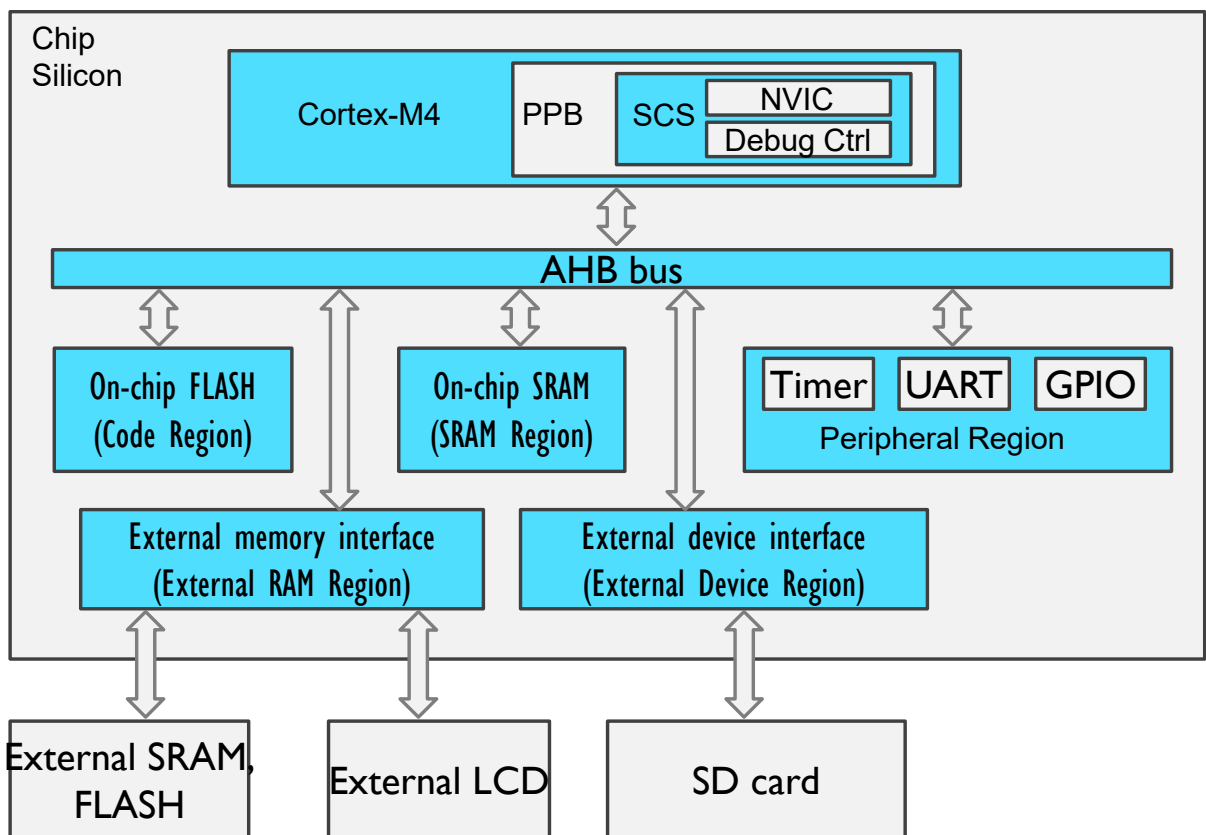 Chip
Silicon
Cortex-M4
PPB
SCS
NVIC
Debug Ctrl
AHB bus
On-chip FLASH
(Code Region)
On-chip SRAM
(SRAM Region)
Timer
UART
GPIO
Peripheral Region
External memory interface
(External RAM Region)
External device interface
(External Device Region)
External SRAM,
FLASH
External LCD
SD card